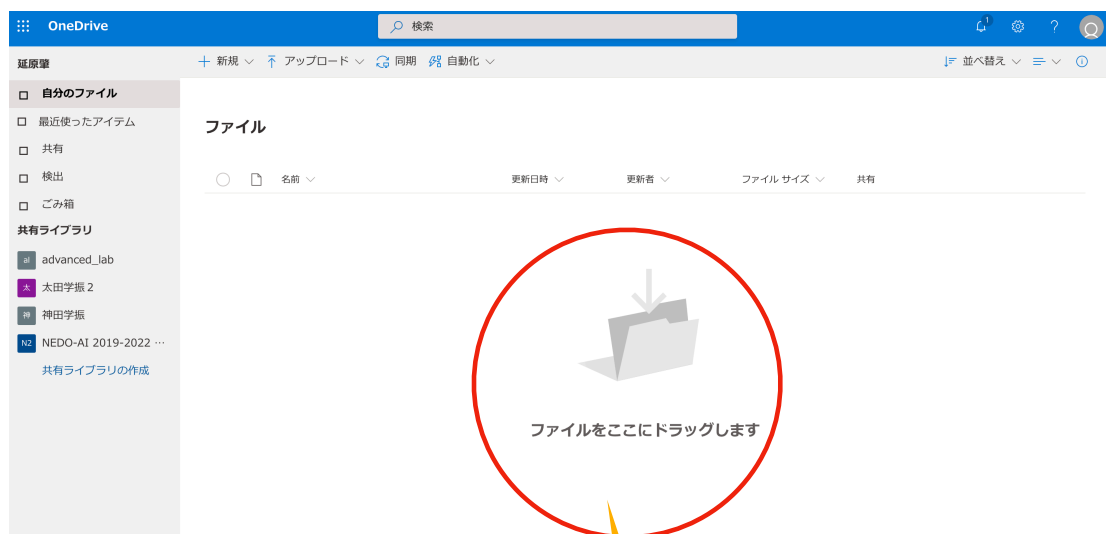 OneDrive
検索
1
?
延原肇
新規
アップロード
同期
自動化
並べ替え
自分のファイル
最近使ったアイテム
共有
検出
ごみ箱
共有ライブラリ
al advanced_lab
太 太田学振 2
神 神田学振
N2 NEDO-AI 2019-2022 ···
共有ライブラリの作成
ファイル
名前
更新日時
更新者
ファイル サイズ
共有
ファイルをここにドラッグします